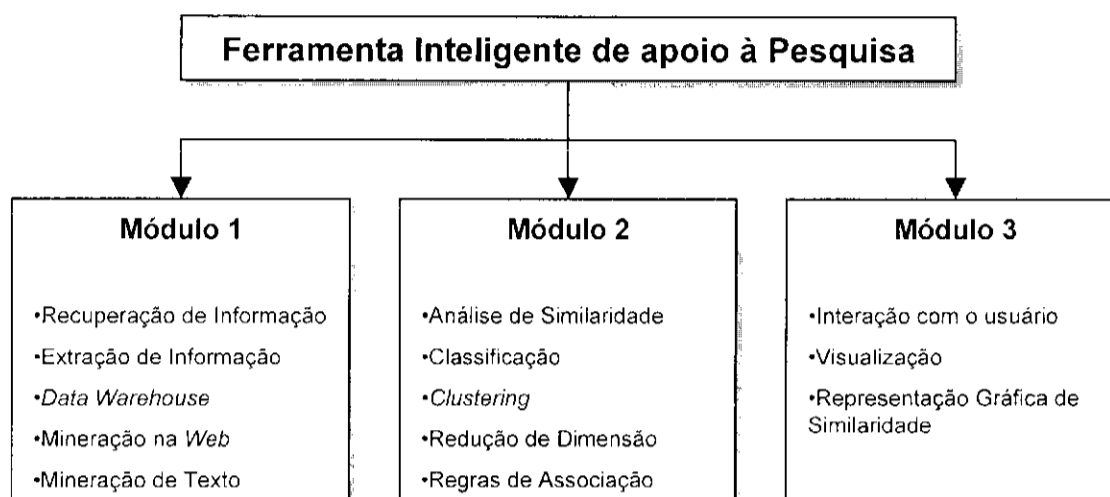 Ferramenta Inteligente de apoio à Pesquisa
Módulo 1
•Recuperação de Informação
•Extração de Informação
•Data Warehouse
•Mineração na Web
•Mineração de Texto
Módulo 2
•Análise de Similaridade
•Classificação
•Clustering
•Redução de Dimensão
•Regras de Associação
Módulo 3
•Interação com o usuário
•Visualização
•Representação Gráfica de
Similaridade